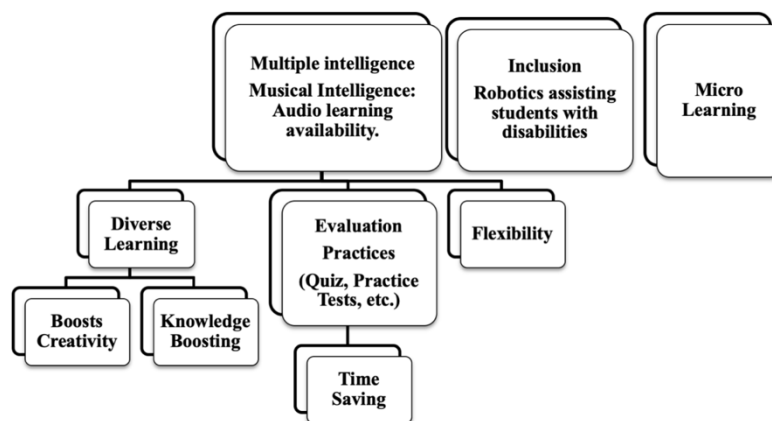 Multiple intelligence
Musical Intelligence:
Audio learning
availability.
Inclusion
Robotics assisting
students with
disabilities
Micro
Learning
Diverse
Learning
Evaluation
Practices
(Quiz, Practice
Tests, etc.)
Flexibility
Boosts
Creativity
Knowledge
Boosting
Time
Saving